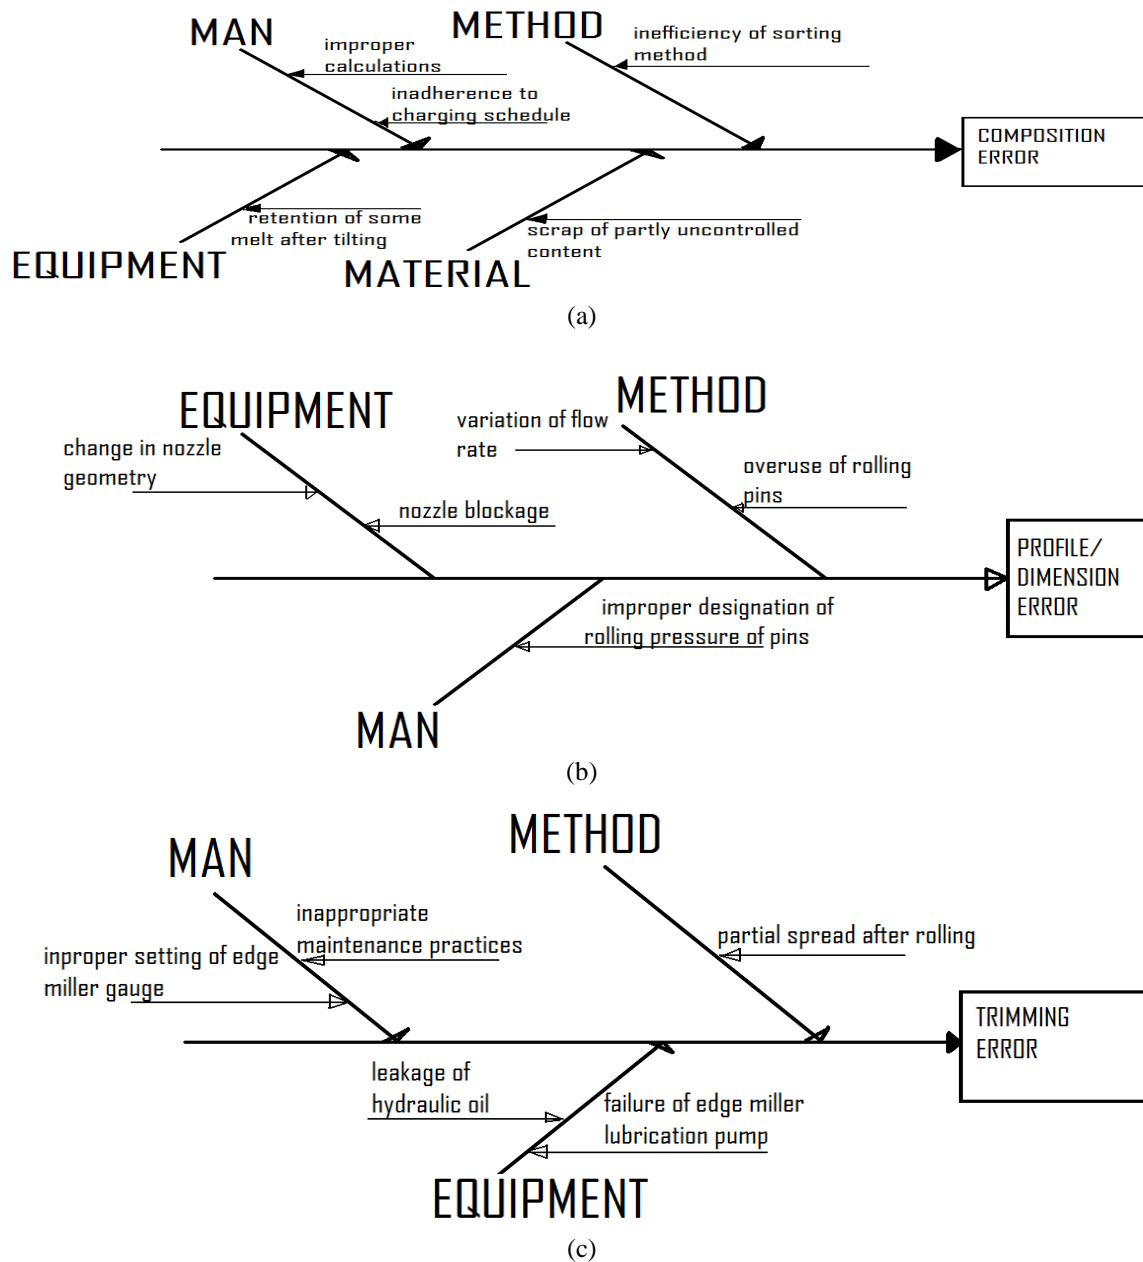 MAN
METHOD
improper
calculations
inefficiency of sorting
method
inadherence to
charging schedule
COMPOSITION
ERROR
retention of some
melt after tilting
scrap of partly uncontrolled
content
EQUIPMENT
MATERIAL
(a)
EQUIPMENT
METHOD
change in nozzle
geometry
variation of flow
rate
overuse of rolling
pins
nozzle blockage
PROFILE/
DIMENSION
ERROR
improper designation of
rolling pressure of pins
MAN
(b)
MAN
METHOD
inappropriate
maintenance practices
inproper setting of edge
miller gauge
partial spread after rolling
TRIMMING
ERROR
leakage of
hydraulic oil
failure of edge miller
lubrication pump
EQUIPMENT
(c)